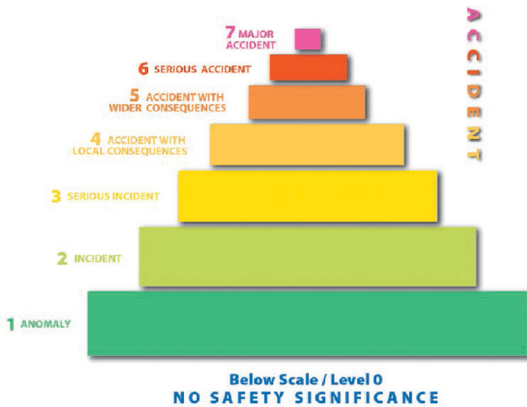 7 MAJOR
ACCIDENT
6 SERIOUS ACCIDENT
5 ACCIDENT WITH
WIDER CONSEQUENCES
4 ACCIDENT WITH
LOCAL CONSEQUENCES
3 SERIOUS INCIDENT
2 INCIDENT
1 ANOMALY
ACCIDENT
Below Scale / Level 0
NO SAFETY SIGNIFICANCE